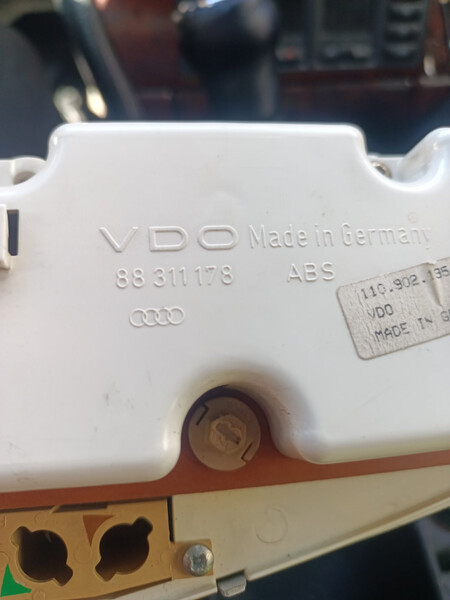 VDO Made in Germany
88 311 178 ABS
110.902.135
VDO
MADE IN